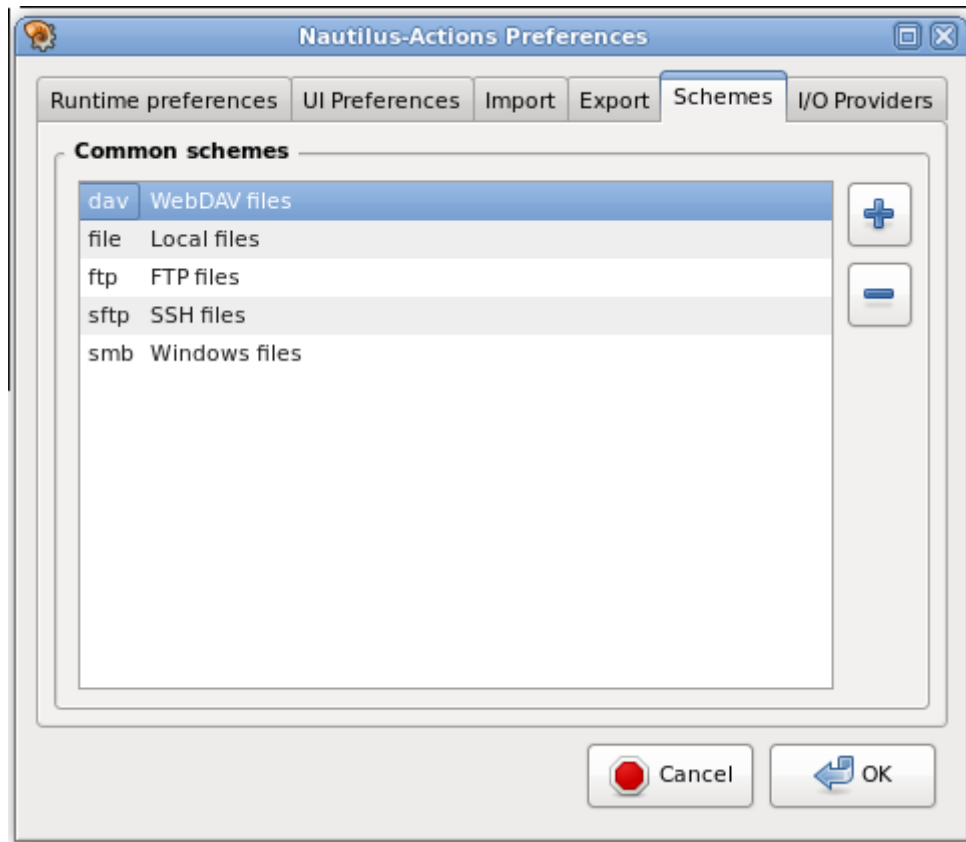 Nautilus-Actions Preferences
Runtime preferences UI Preferences Import Export Schemes I/O Providers
Common schemes
dav WebDAV files
file Local files
ftp FTP files
sftp SSH files
smb Windows files
Cancel OK